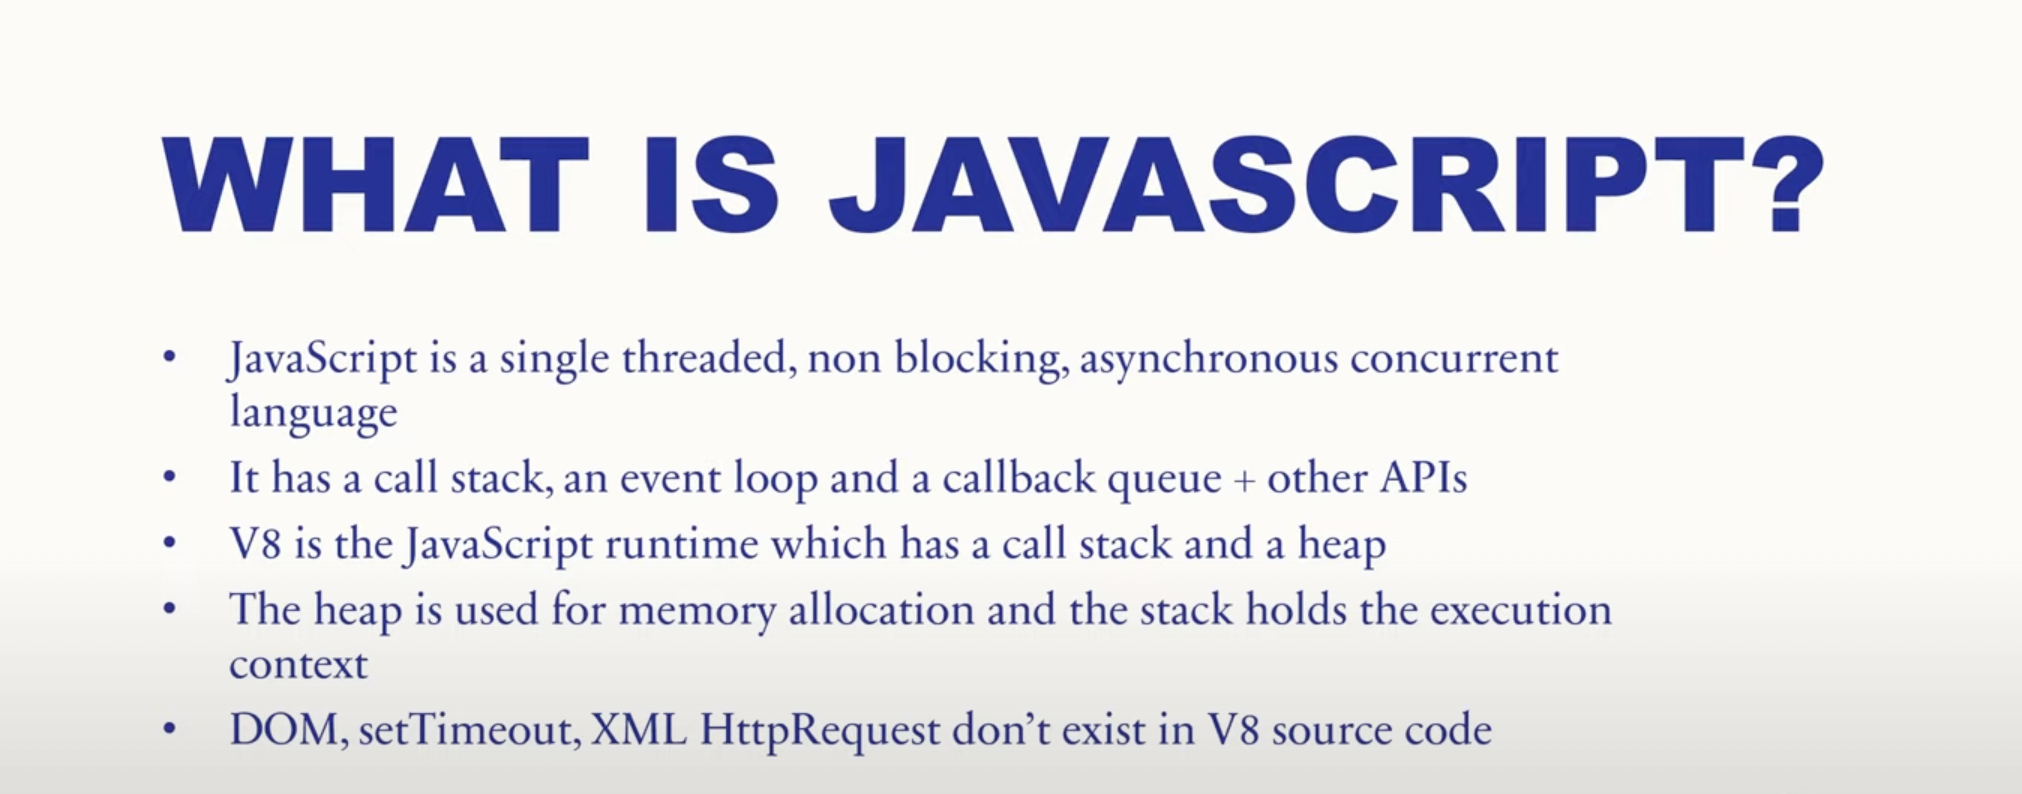 WHAT IS JAVASCRIPT?
• JavaScript is a single threaded, non blocking, asynchronous concurrent
language
• It has a call stack, an event loop and a callback queue + other APIs
• V8 is the JavaScript runtime which has a call stack and a heap
• The heap is used for memory allocation and the stack holds the execution
context
• DOM, setTimeout, XML HttpRequest don’t exist in V8 source code